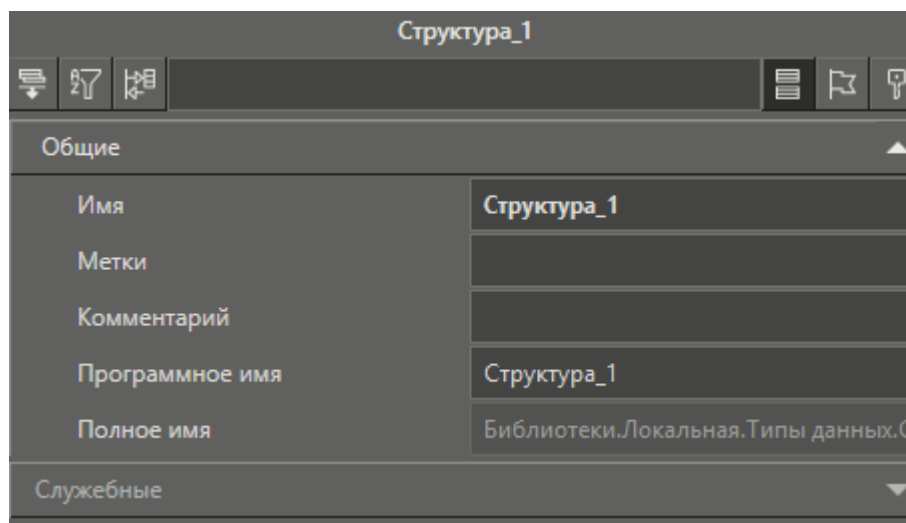 Структура_1
Общие
Имя Структура_1
Метки
Комментарий
Программное имя Структура_1
Полное имя Библиотеки.Локальная.Типы данных.
Служебные